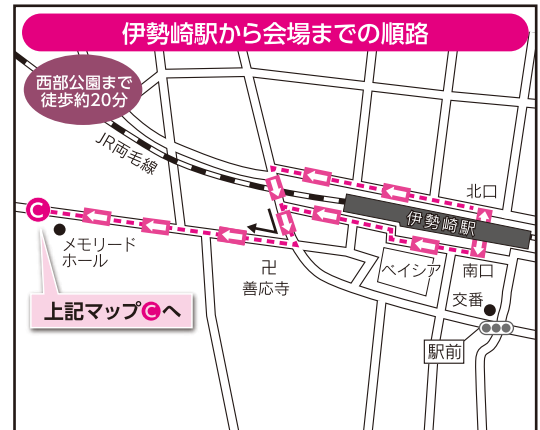 伊勢崎駅から会場までの順路
西部公園まで
徒歩約20分
JR両毛線
北口
伊勢崎駅
C
メモリード
ホール
卍
善應寺
ベイシア
南口
交番
上記マップCへ
駅前